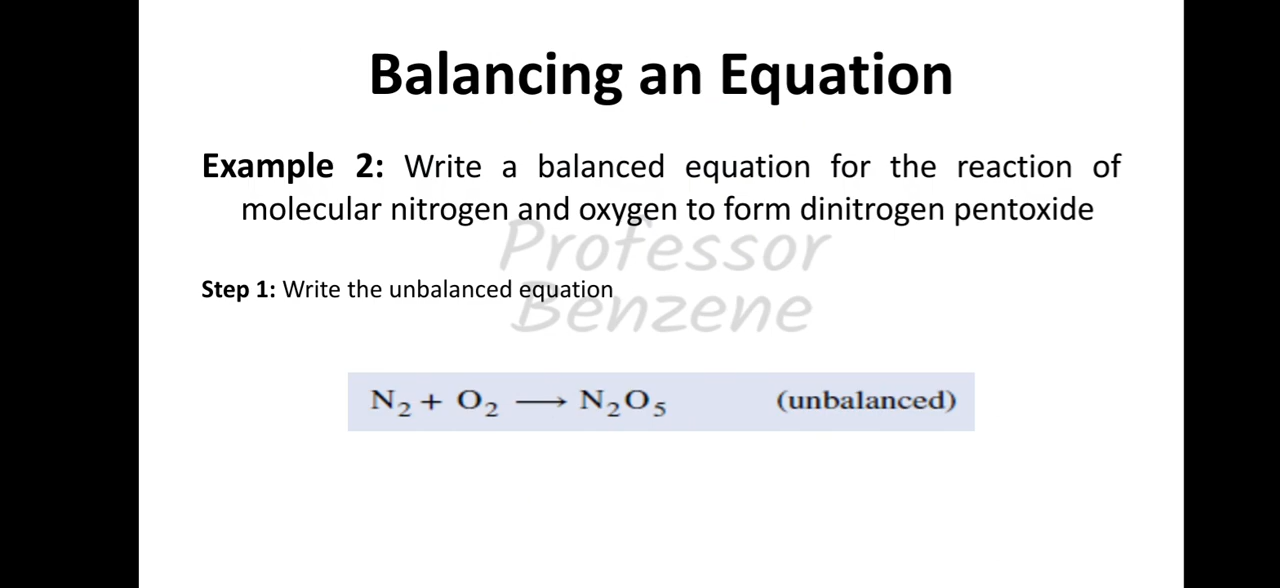 Balancing an Equation
Example 2: Write a balanced equation for the reaction of
molecular nitrogen and oxygen to form dinitrogen pentoxide
Professor
Benzene
Step 1: Write the unbalanced equation
N₂ + O₂ ⟶ N₂O₅ (unbalanced)